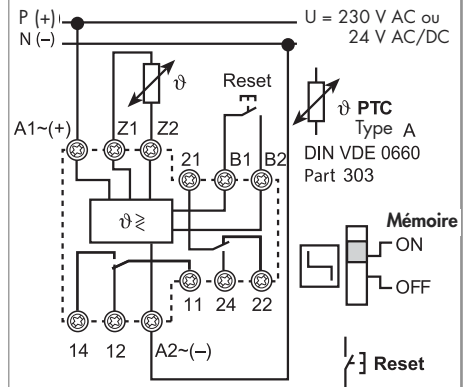 P (+)
U = 230 V AC ou
N (–)
24 V AC/DC
ϑ
Reset
ϑ PTC
Type A
DIN VDE 0660
Part 303
A1~(+)
Z1
Z2
21
B1
B2
ϑ ≷
Mémoire
ON
OFF
11
24
22
14
12
A2~(–)
Reset